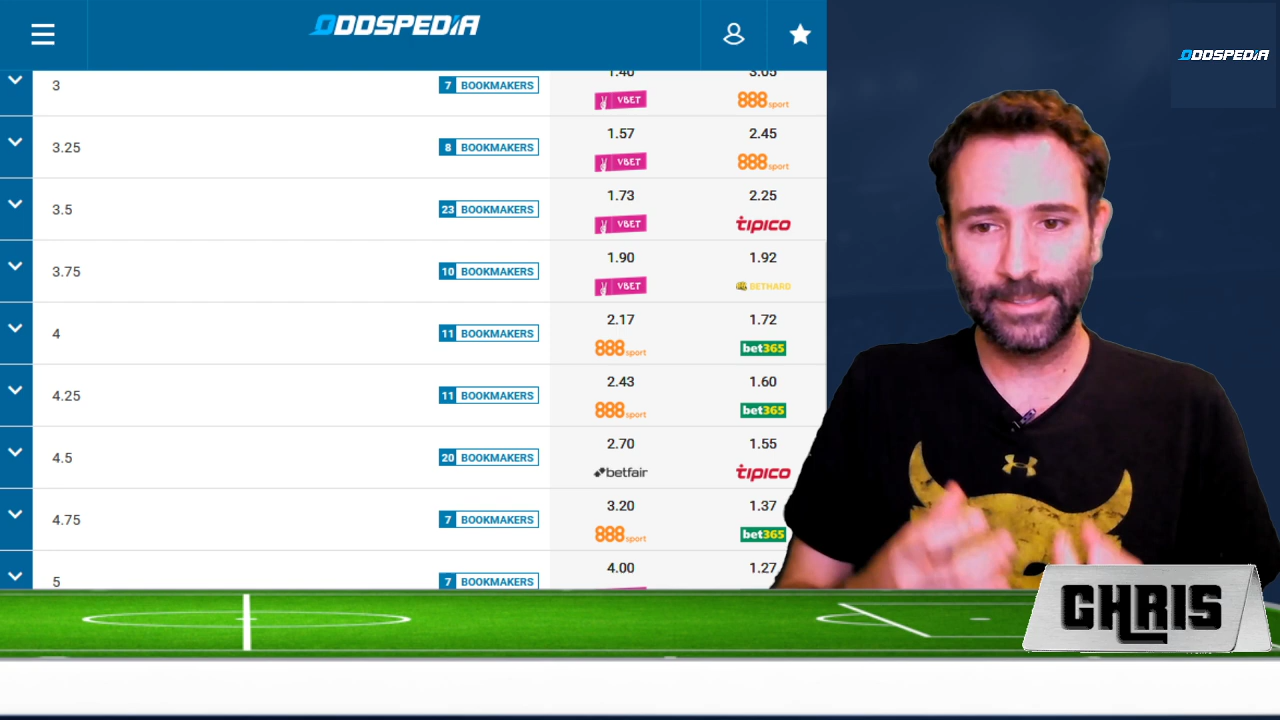 ODDSPEDIA
ODDSPEDIA
1.40 3.05
3 7 BOOKMAKERS
VBET 888sport
1.57 2.45
3.25 8 BOOKMAKERS
VBET 888sport
1.73 2.25
3.5 23 BOOKMAKERS
VBET tipico
1.90 1.92
3.75 10 BOOKMAKERS
VBET BETHARD
2.17 1.72
4 11 BOOKMAKERS
888sport bet365
2.43 1.60
4.25 11 BOOKMAKERS
888sport bet365
2.70 1.55
4.5 20 BOOKMAKERS
betfair tipico
3.20 1.37
4.75 7 BOOKMAKERS
888sport bet365
4.00 1.27
5 7 BOOKMAKERS
CHRIS